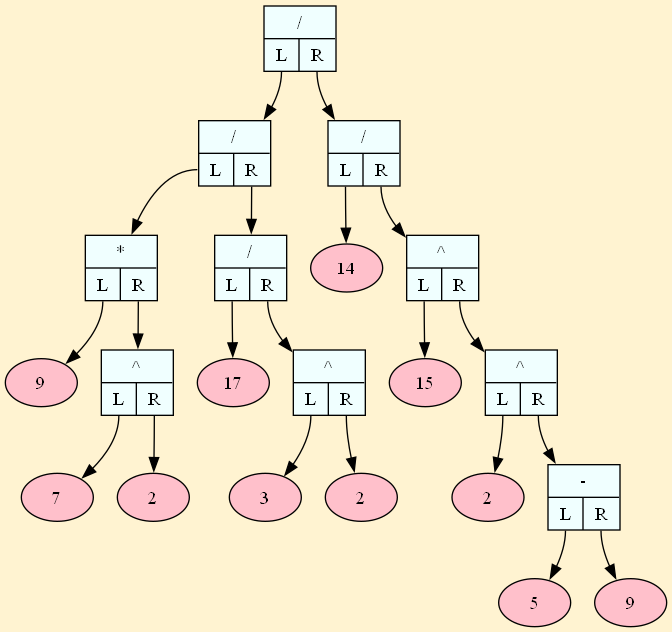 /
L R
/ /
L R L R
* / 14 ^
L R L R L R
9 ^ 17 ^ 15 ^
L R L R L R
7 2 3 2 2 -
L R
5 9